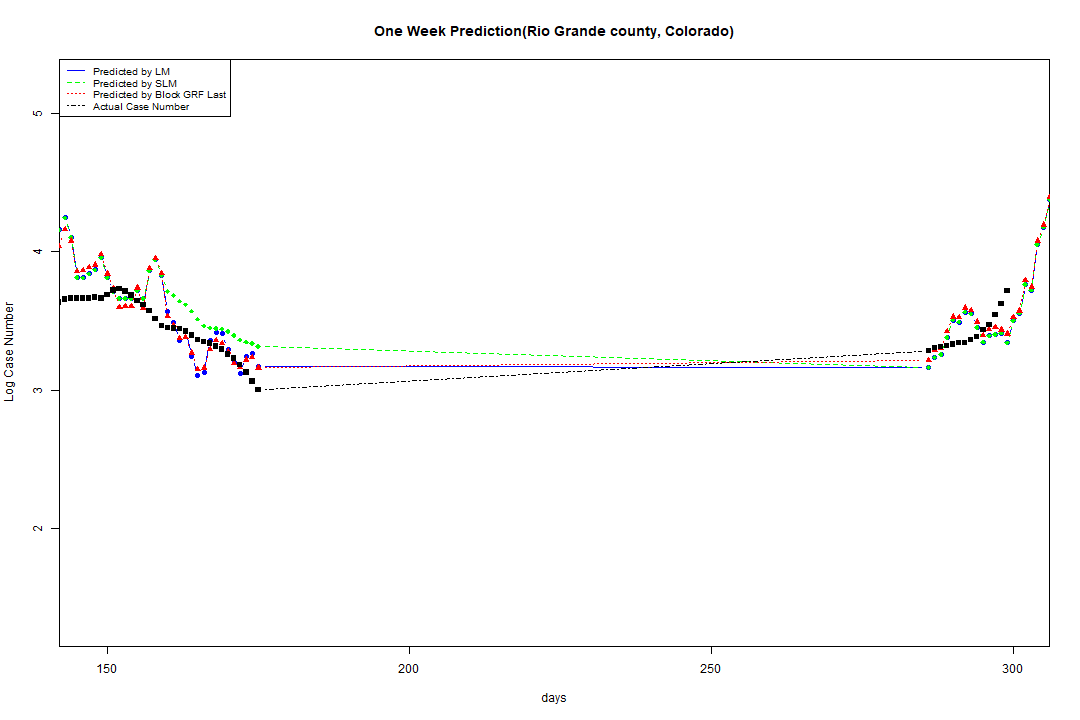 One Week Prediction(Rio Grande county, Colorado)
Predicted by LM
Predicted by SLM
Predicted by Block GRF Last
Actual Case Number
5
4
3
2
Log Case Number
150
200
250
300
days